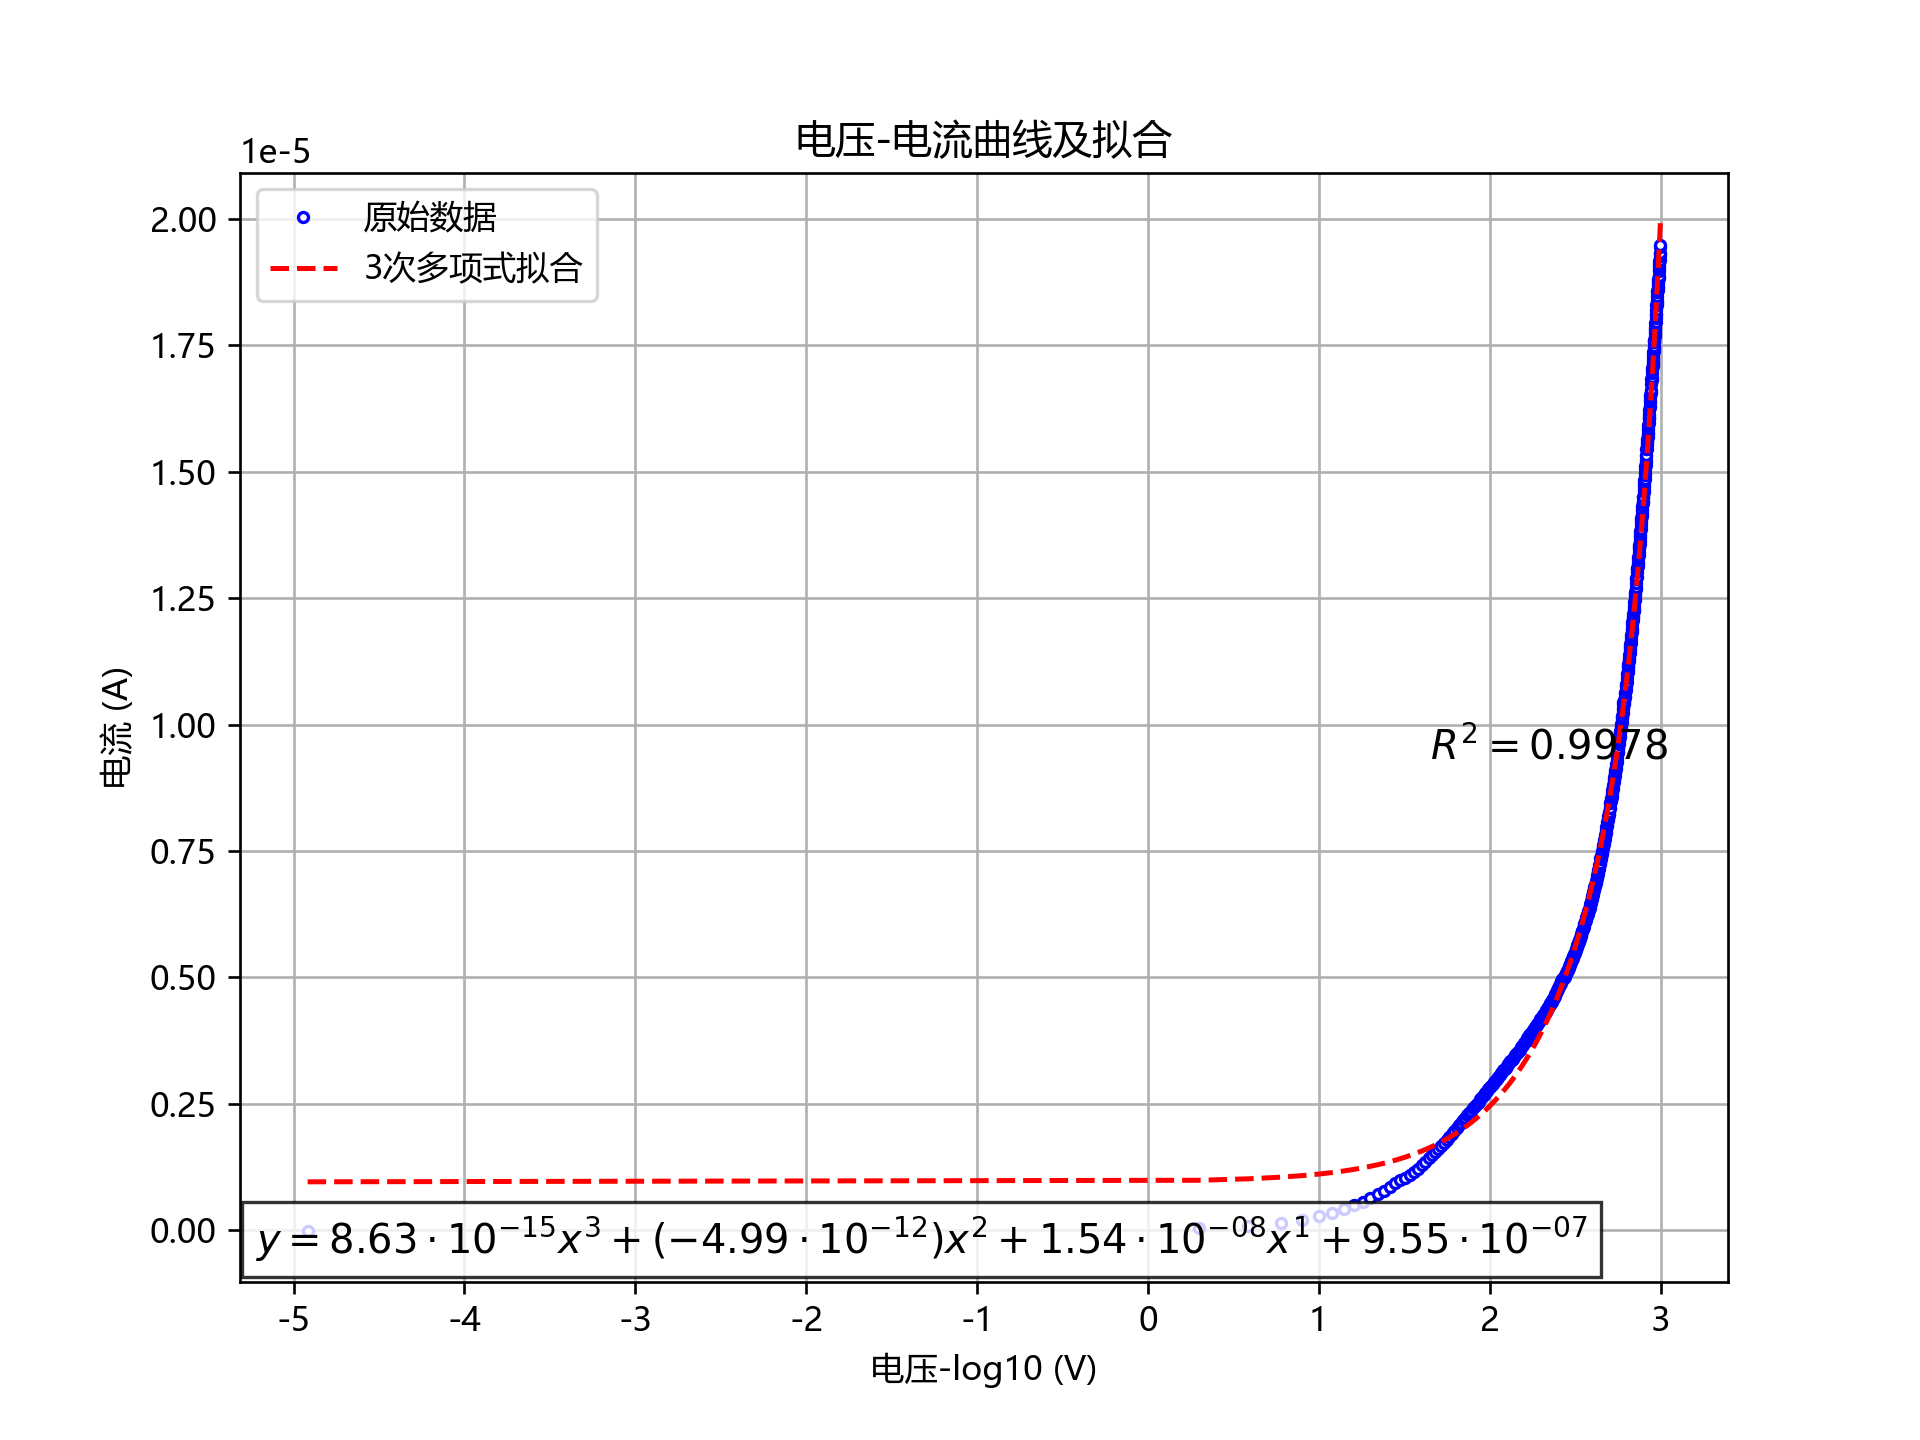 电压-电流曲线及拟合
1e-5
原始数据
3次多项式拟合
2.00
1.75
1.50
1.25
1.00
0.75
0.50
0.25
0.00
电流 (A)
R² = 0.9978
y = 8.63 · 10⁻¹⁵x³ + (−4.99 · 10⁻¹²)x² + 1.54 · 10⁻⁰⁸x¹ + 9.55 · 10⁻⁰⁷
-5 -4 -3 -2 -1 0 1 2 3
电压-log10 (V)